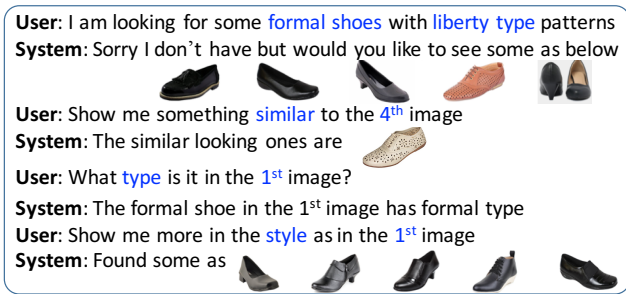 User: I am looking for some formal shoes with liberty type patterns
System: Sorry I don't have but would you like to see some as below
User: Show me something similar to the 4th image
System: The similar looking ones are
User: What type is it in the 1st image?
System: The formal shoe in the 1st image has formal type
User: Show me more in the style as in the 1st image
System: Found some as